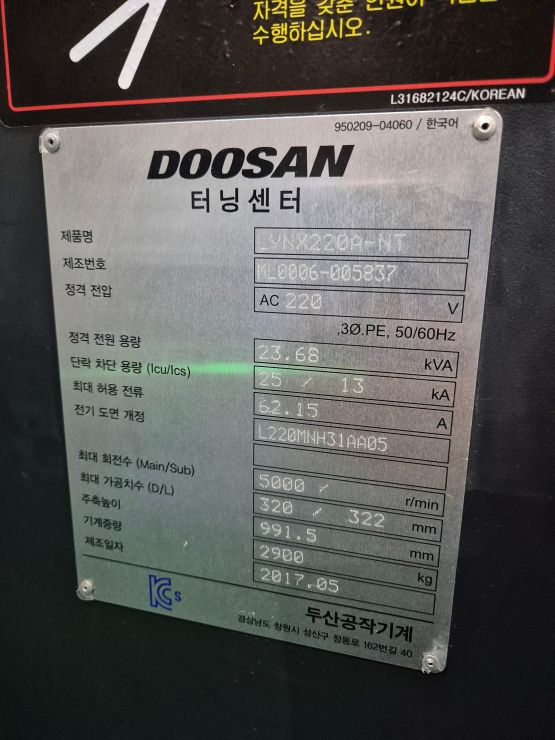 자격을 갖춘 인원이
수행하십시오.
L31682124C/KOREAN
950209-04060 / 한국어
DOOSAN
터닝센터
제품명 LYNX220A-NT
제조번호 ML0006-005837
정격 전압 AC 220 V
,3Ø.PE, 50/60Hz
정격 전원 용량 23.68 kVA
단락 차단 용량 (Icu/Ics) 25 / 13 kA
최대 허용 전류 62.15 A
전기 도면 개정 L220MNH31AA05
최대 회전수 (Main/Sub) 5000 / r/min
최대 가공치수 (D/L) 320 / 322 mm
주축높이 991.5 mm
기계중량 2900 kg
제조일자 2017.05
KCs
두산공작기계
경상남도 창원시 성산구 정동로 162번길 40